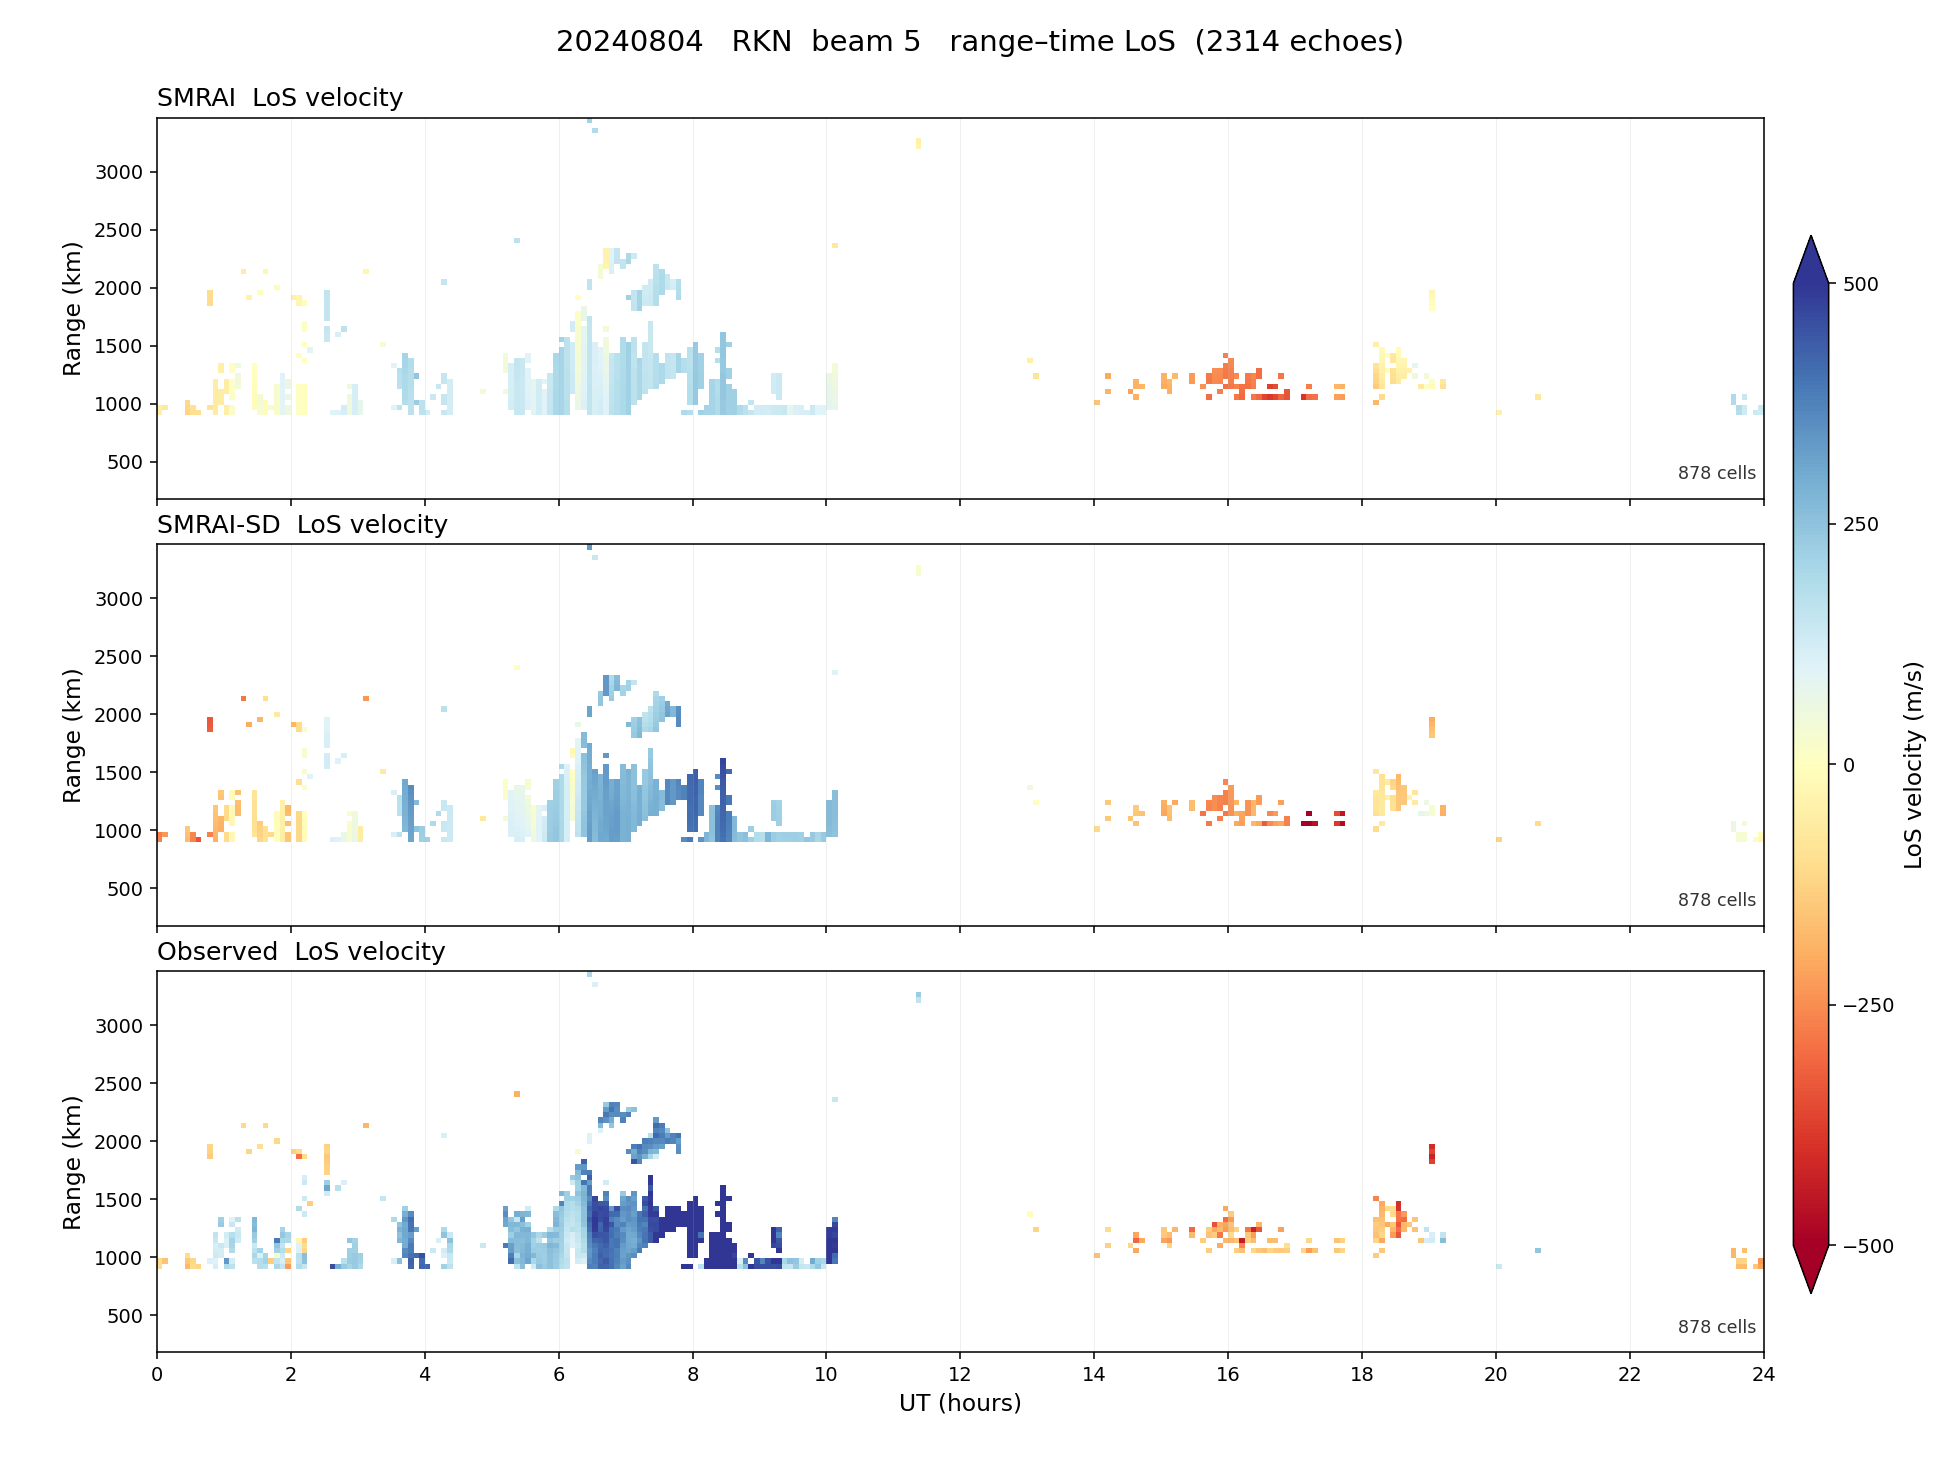 20240804   RKN  beam 5   range–time LoS  (2314 echoes)
SMRAI  LoS velocity
3000
2500
2000
1500
1000
500
Range (km)
878 cells
SMRAI-SD  LoS velocity
3000
2500
2000
1500
1000
500
Range (km)
878 cells
Observed  LoS velocity
3000
2500
2000
1500
1000
500
Range (km)
878 cells
0 2 4 6 8 10 12 14 16 18 20 22 24
UT (hours)
500
250
0
−250
−500
LoS velocity (m/s)